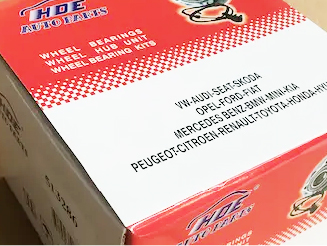 HDE
AUTO PARTS
WHEEL BEARINGS
WHEEL HUB UNIT
WHEEL BEARING KITS
VW-AUDI-SEAT-SKODA
OPEL-FORD-FIAT
MERCEDES BENZ-BMW-MINI-KIA
PEUGEOT-CITROEN-RENAULT-TOYOTA-HONDA-HY
HDE
AUTO PARTS